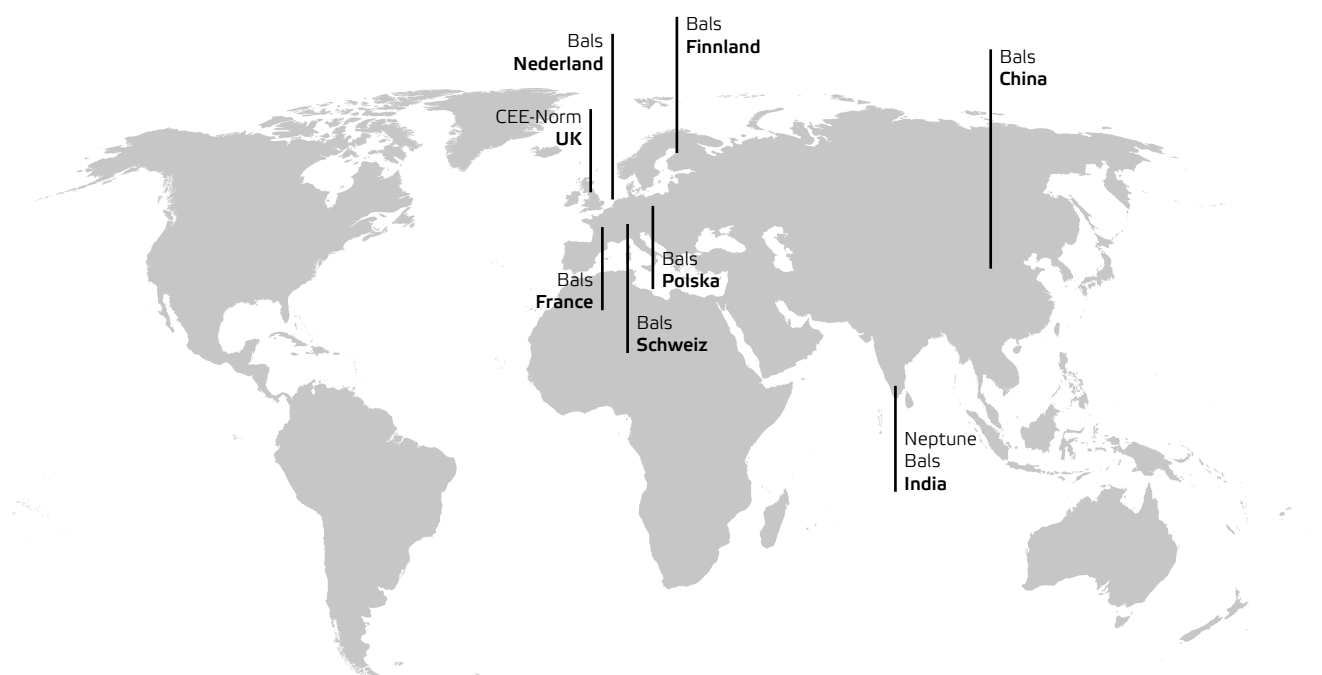 Bals
Finnland
Bals
Nederland
Bals
China
CEE-Norm
UK
Bals
Polska
Bals
France
Bals
Schweiz
Neptune
Bals
India